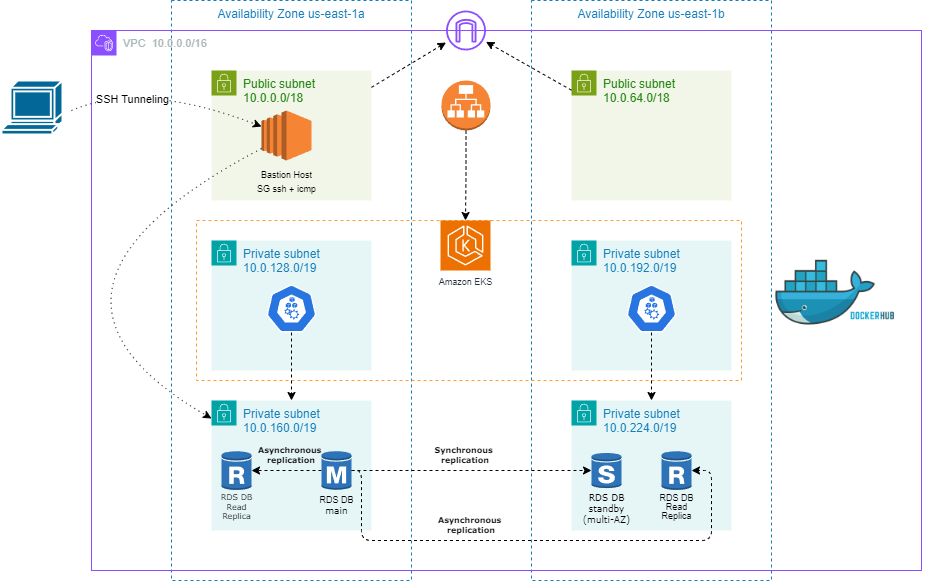 Availability Zone us-east-1a
Availability Zone us-east-1b
VPC 10.0.0.0/16
Public subnet
10.0.0.0/18
Public subnet
10.0.64.0/18
SSH Tunneling
Bastion Host
SG ssh + icmp
K
Amazon EKS
Private subnet
10.0.128.0/19
Private subnet
10.0.192.0/19
DOCKERHUB
Private subnet
10.0.160.0/19
Private subnet
10.0.224.0/19
Asynchronous
replication
Synchronous
replication
R
M
S
R
RDS DB
Read
Replica
RDS DB
main
RDS DB
standby
(multi-AZ)
RDS DB
Read
Replica
Asynchronous
replication